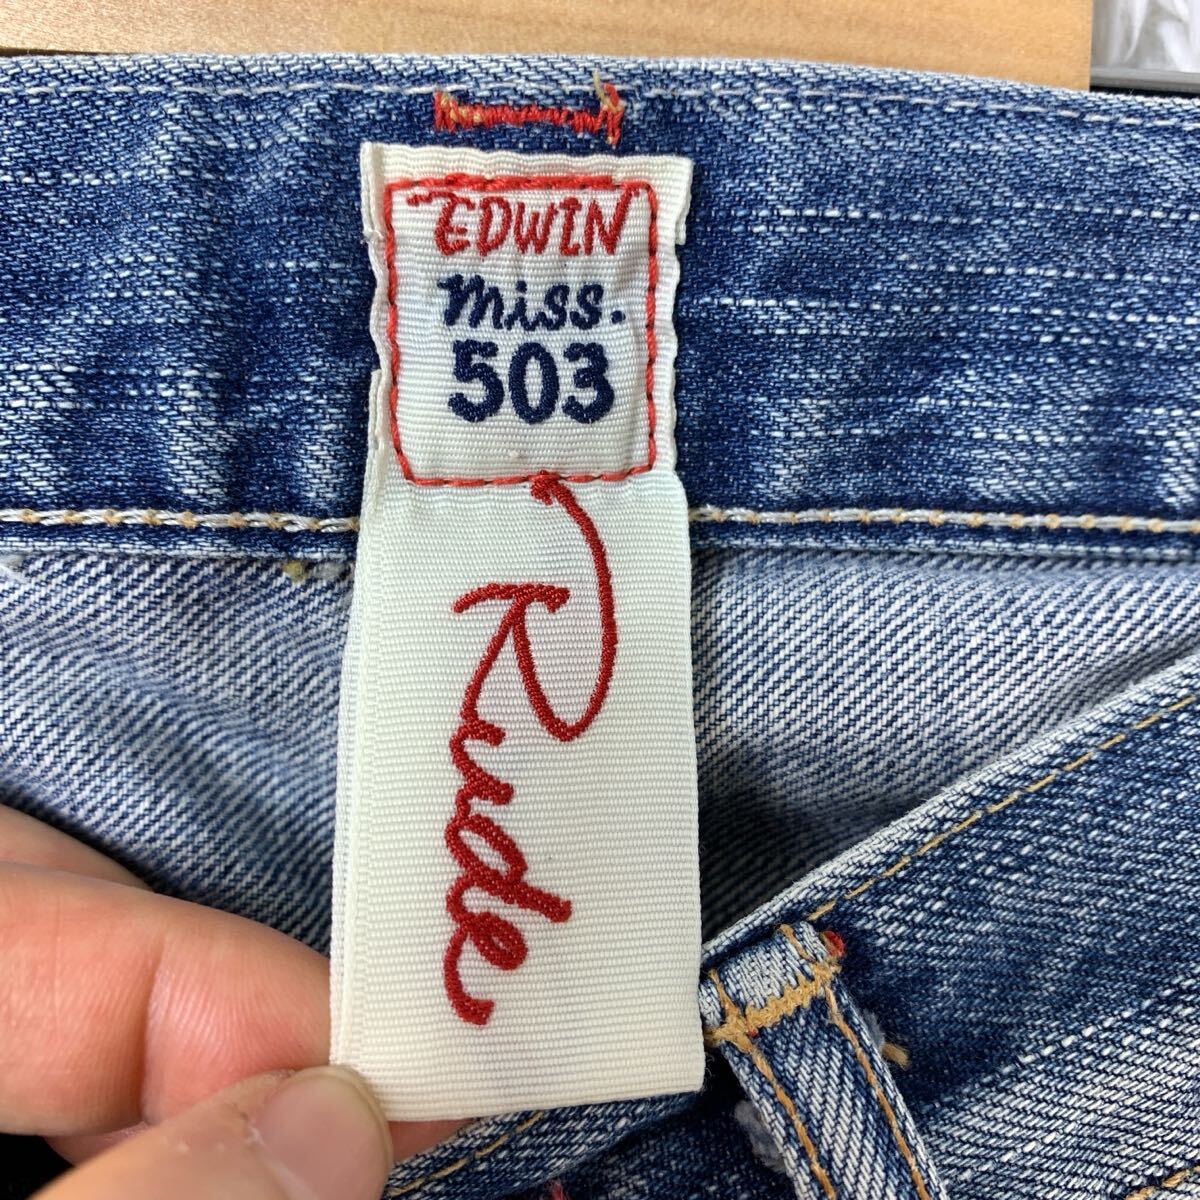 EDWIN
miss.
503
Rude